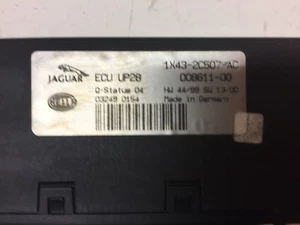 JAGUAR ECU UP28 1X43-2C507-AC
008611-00
HELLA Q-Status 04 HW 44/99 SW 13-00
03249 0154 Made in Germany